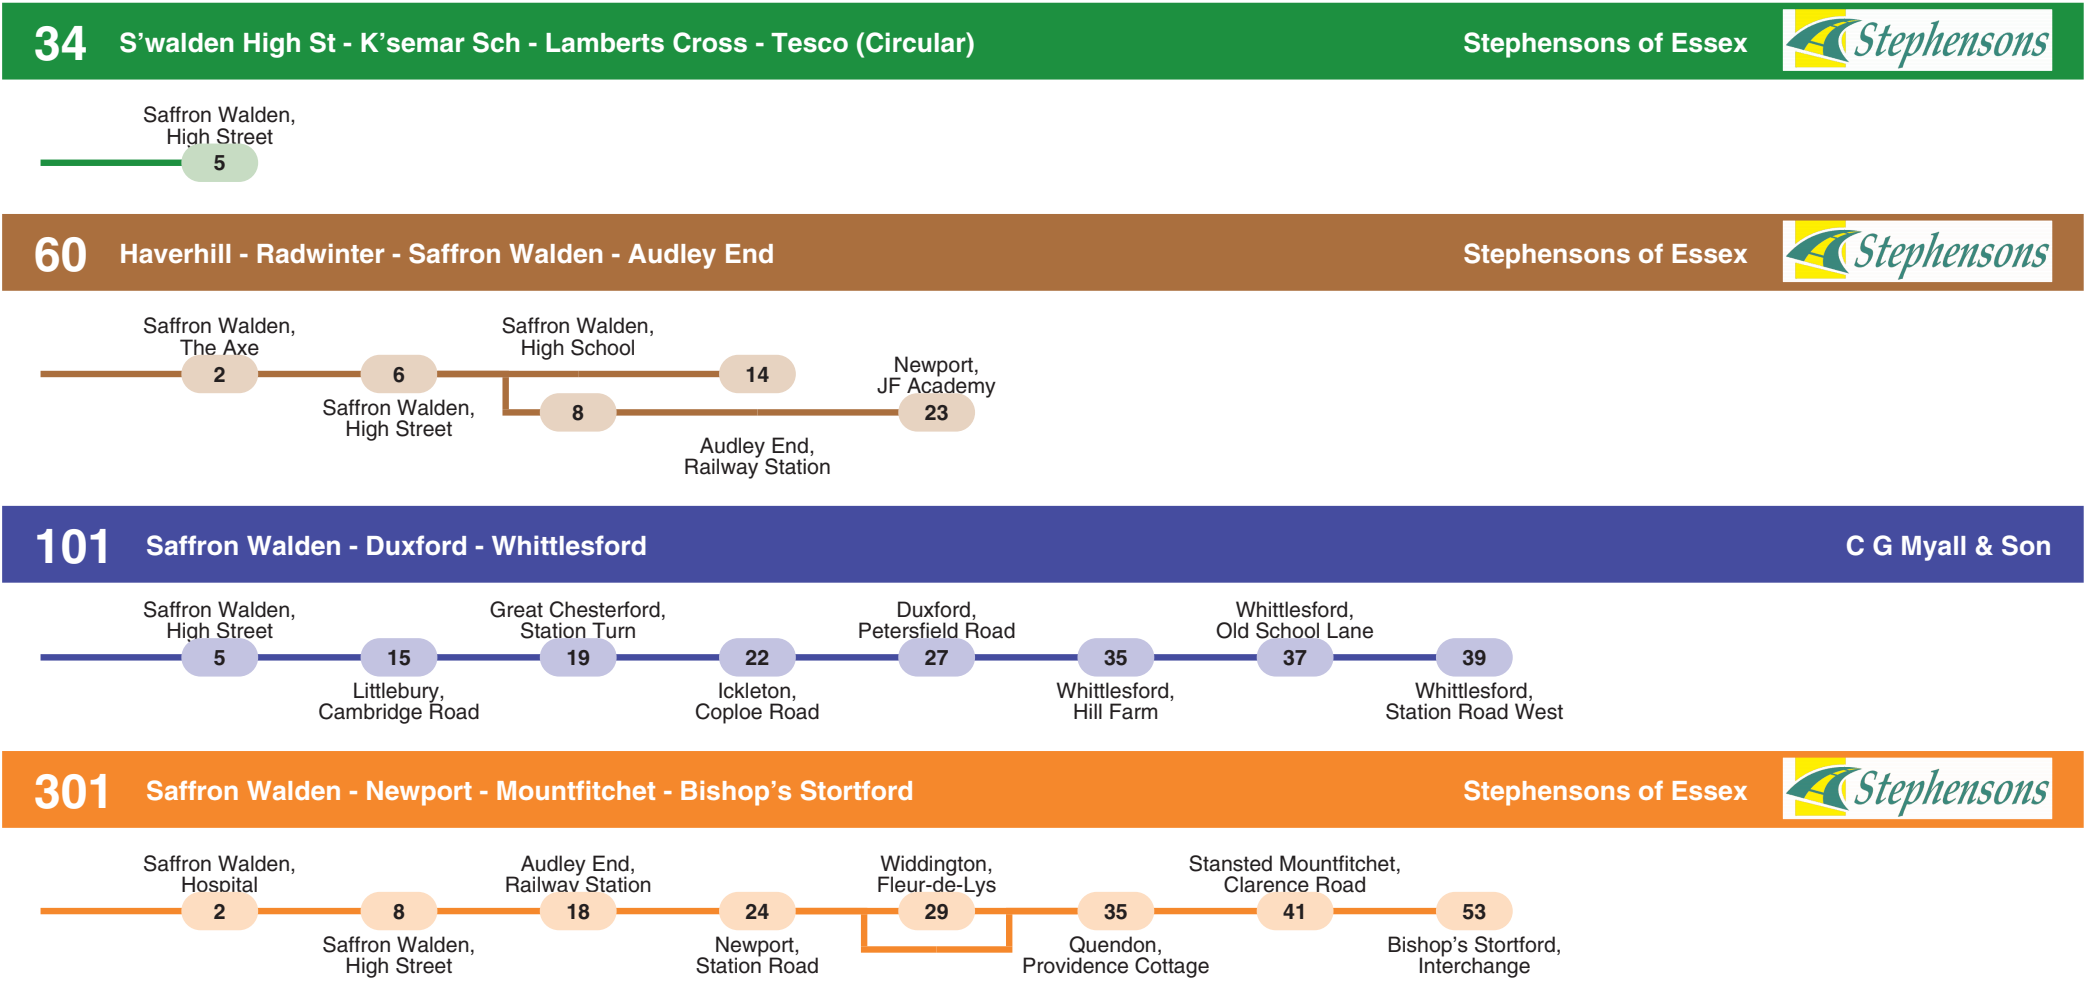 34 S’walden High St - K’semar Sch - Lamberts Cross - Tesco (Circular) Stephensons of Essex Stephensons
Saffron Walden,
High Street
5
60 Haverhill - Radwinter - Saffron Walden - Audley End Stephensons of Essex Stephensons
Saffron Walden, Saffron Walden,
The Axe High School
Newport,
JF Academy
2 6 14
Saffron Walden,
High Street
8 23
Audley End,
Railway Station
101 Saffron Walden - Duxford - Whittlesford C G Myall & Son
Saffron Walden, Great Chesterford, Duxford, Whittlesford,
High Street Station Turn Petersfield Road Old School Lane
5 15 19 22 27 35 37 39
Littlebury, Ickleton, Whittlesford, Whittlesford,
Cambridge Road Coploe Road Hill Farm Station Road West
301 Saffron Walden - Newport - Mountfitchet - Bishop’s Stortford Stephensons of Essex Stephensons
Saffron Walden, Audley End, Widdington, Stansted Mountfitchet,
Hospital Railway Station Fleur-de-Lys Clarence Road
2 8 18 24 29 35 41 53
Saffron Walden, Newport, Quendon, Bishop’s Stortford,
High Street Station Road Providence Cottage Interchange